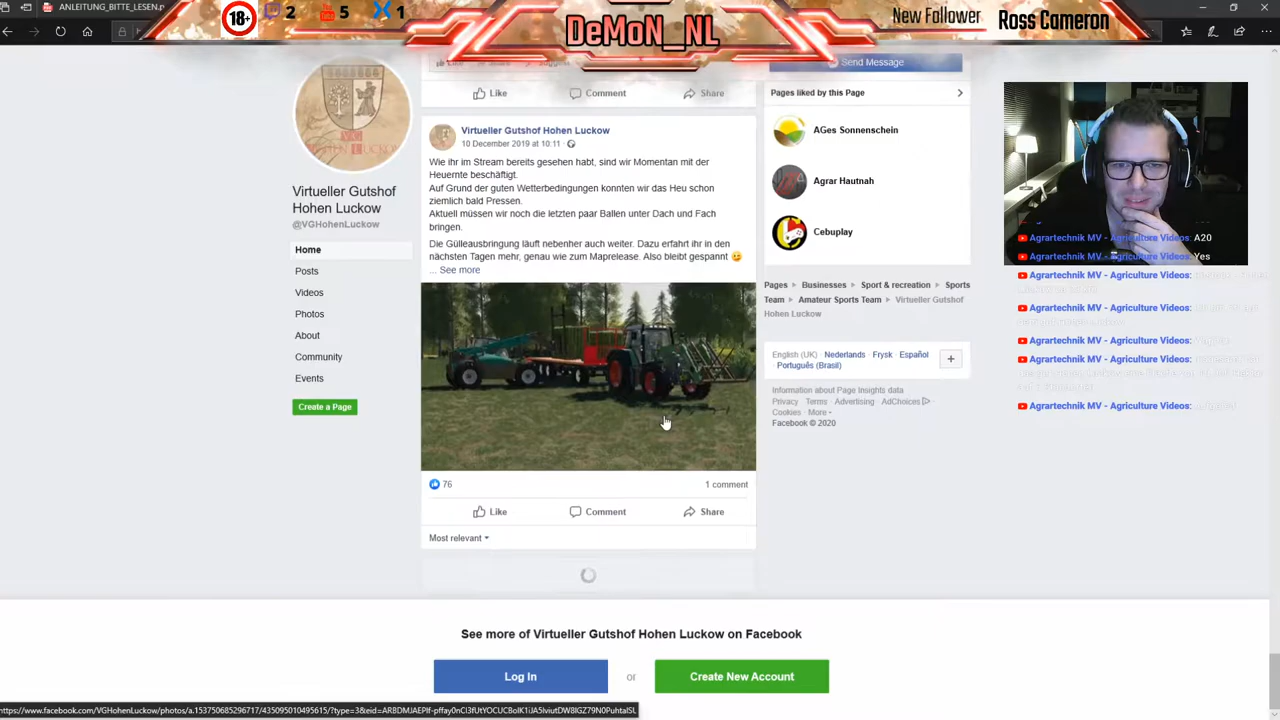 ANLEITUNG_BITTE_LESEN.p
18+
2
5
1
DeMoN_NL
New Follower
Ross Cameron
Like
Comment
Share
Send Message
VG
HOHEN LUCKOW
Virtueller Gutshof
Hohen Luckow
@VGHohenLuckow
Home
Posts
Videos
Photos
About
Community
Events
Create a Page
Virtueller Gutshof Hohen Luckow
10 December 2019 at 10:11 ·
Wie ihr im Stream bereits gesehen habt, sind wir Momentan mit der
Heuernte beschäftigt.
Auf Grund der guten Wetterbedingungen konnten wir das Heu schon
ziemlich bald Pressen.
Aktuell müssen wir noch die letzten paar Ballen unter Dach und Fach
bringen.
Die Gülleausbringung läuft nebenher auch weiter. Dazu erfahrt ihr in den
nächsten Tagen mehr, genau wie zum Maprelease. Also bleibt gespannt 😉
... See more
76
1 comment
Like
Comment
Share
Most relevant
Pages liked by this Page
AGes Sonnenschein
Agrar Hautnah
Cebuplay
Pages
Businesses
Sport & recreation
Sports
Team
Amateur Sports Team
Virtueller Gutshof
Hohen Luckow
English (UK) · Nederlands · Frysk · Español
· Português (Brasil)
+
Information about Page Insights data
Privacy · Terms · Advertising · AdChoices ·
Cookies · More
Facebook © 2020
Agrartechnik MV - Agriculture Videos: A20
Agrartechnik MV - Agriculture Videos: Yes
Agrartechnik MV - Agriculture Videos:
Agrartechnik MV - Agriculture Videos:
Agrartechnik MV - Agriculture Videos:
Agrartechnik MV - Agriculture Videos:
Agrartechnik MV - Agriculture Videos:
See more of Virtueller Gutshof Hohen Luckow on Facebook
Log In
or
Create New Account